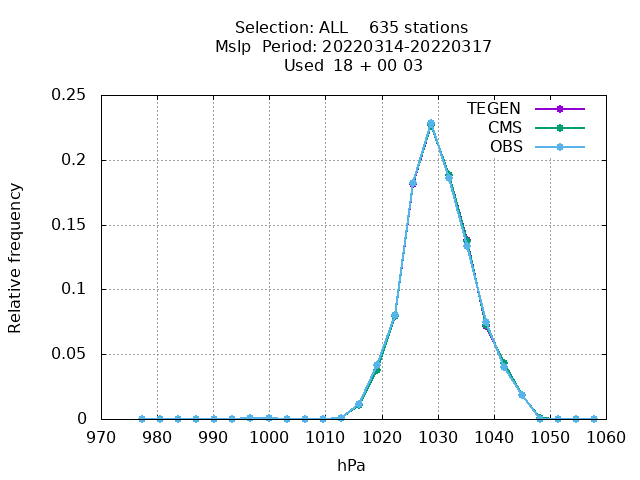 Selection: ALL    635 stations
Mslp  Period: 20220314-20220317
Used  18 + 00 03
0.25
0.2
0.15
0.1
0.05
0
TEGEN
CMS
OBS
Relative frequency
970 980 990 1000 1010 1020 1030 1040 1050 1060
hPa